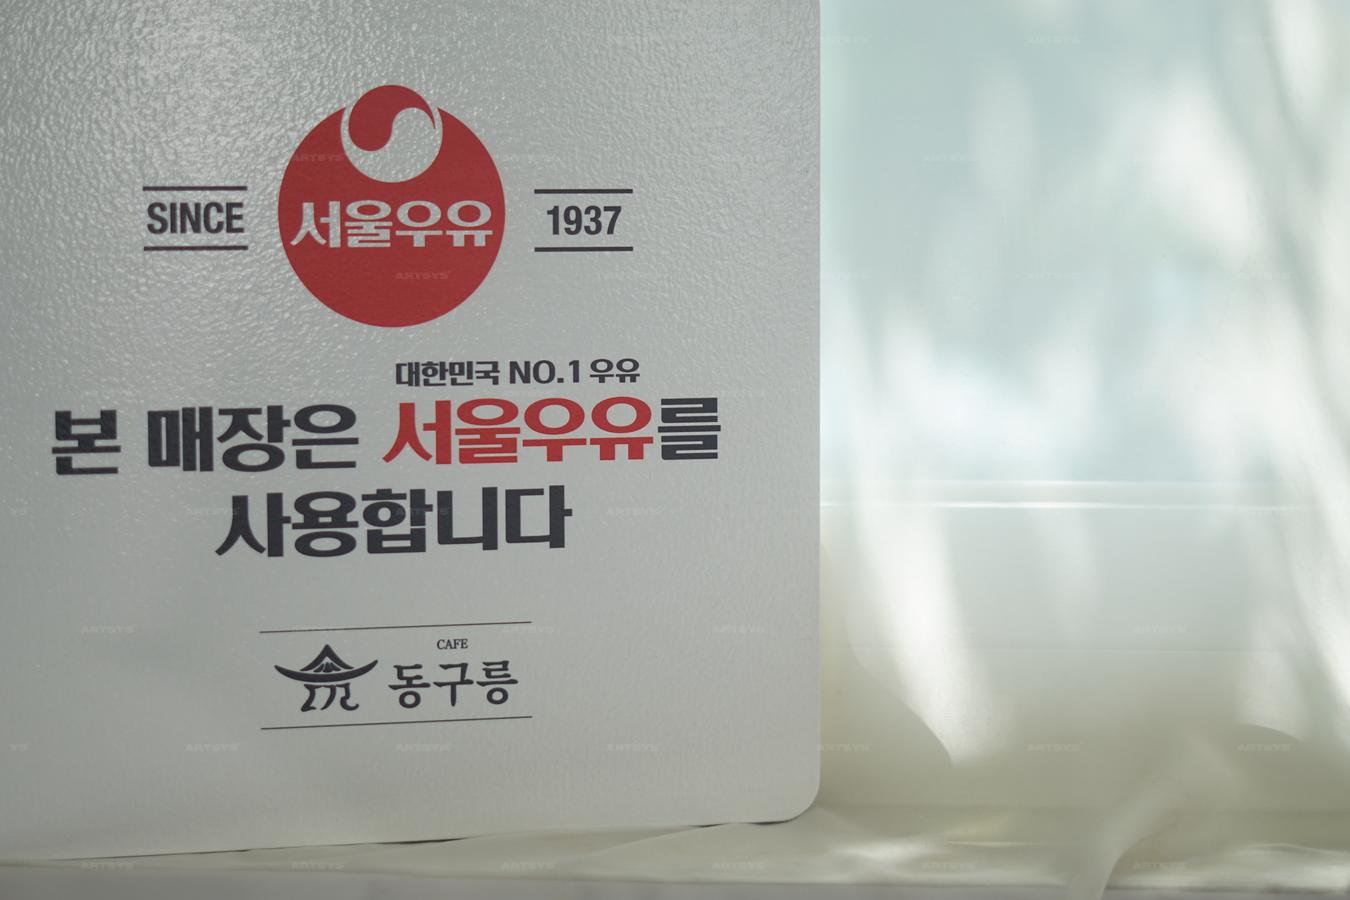 SINCE 서울우유 1937
대한민국 NO.1 우유
본 매장은 서울우유를
사용합니다
CAFE
동구릉
ARTSYS